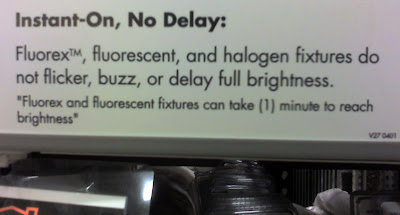 Instant-On, No Delay:
Fluorex™, fluorescent, and halogen fixtures do
not flicker, buzz, or delay full brightness.
"Fluorex and fluorescent fixtures can take (1) minute to reach
brightness"
V27 0401